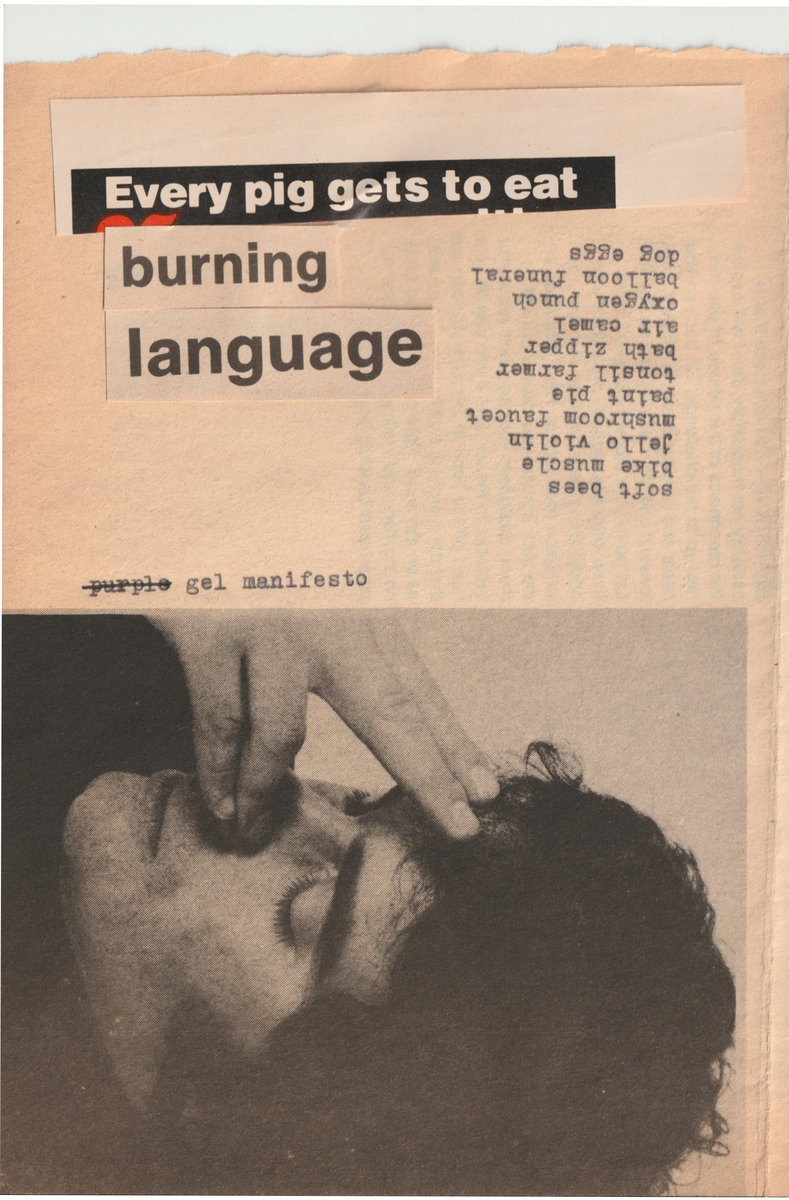 Every pig gets to eat
burning
language
soft bees
bike muscle
jello violin
mushroom faucet
paint pie
tonsil farmer
bath zipper
air camel
oxygen punch
balloon funeral
dog eggs
purple gel manifesto